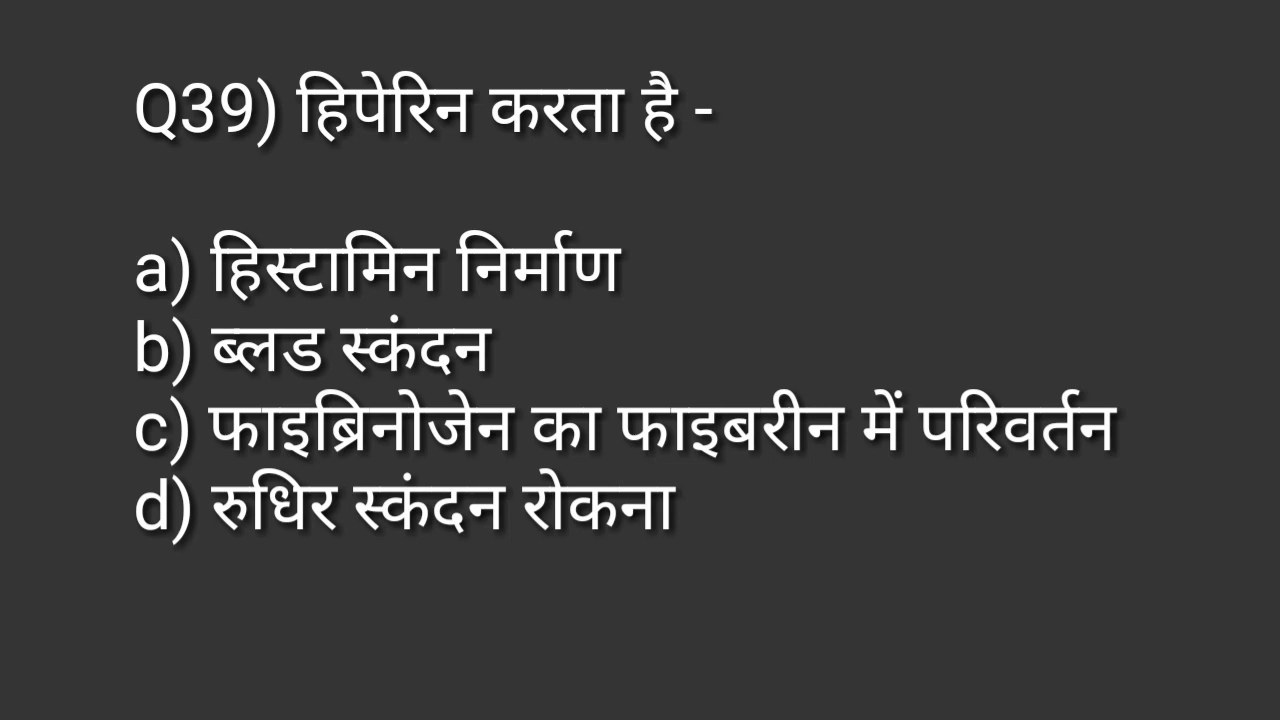 Q39) हिपेरिन करता है -
a) हिस्टामिन निर्माण
b) ब्लड स्कंदन
c) फाइब्रिनोजेन का फाइबरीन में परिवर्तन
d) रुधिर स्कंदन रोकना